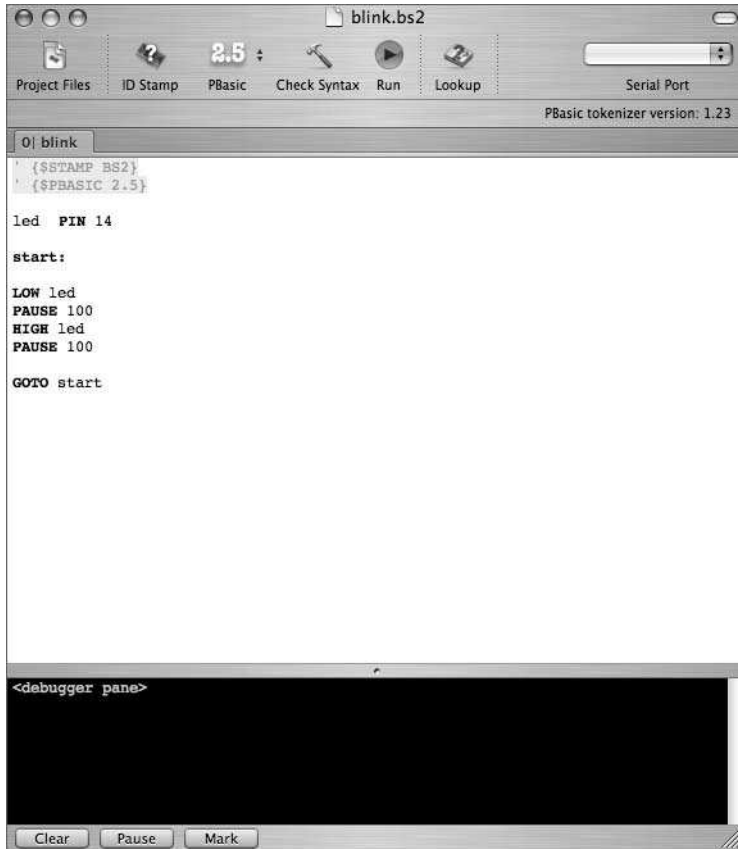 blink.bs2
2.5
Project Files ID Stamp PBasic Check Syntax Run Lookup Serial Port
PBasic tokenizer version: 1.23
0| blink
' {$STAMP BS2}
' {$PBASIC 2.5}
led PIN 14
start:
LOW led
PAUSE 100
HIGH led
PAUSE 100
GOTO start
<debugger pane>
Clear Pause Mark